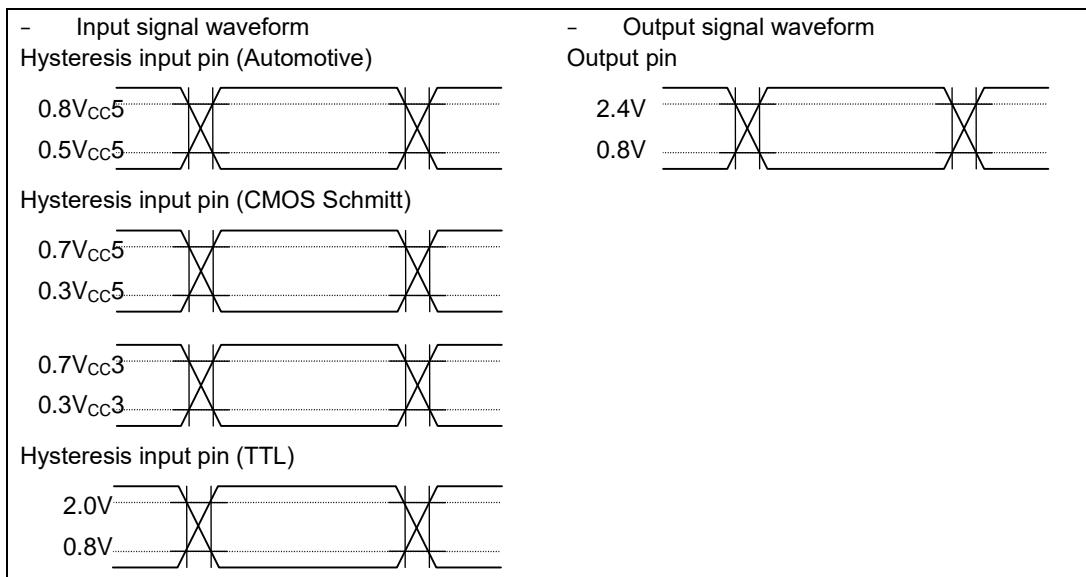 – Input signal waveform
Hysteresis input pin (Automotive)
0.8VCC5
0.5VCC5
Hysteresis input pin (CMOS Schmitt)
0.7VCC5
0.3VCC5
0.7VCC3
0.3VCC3
Hysteresis input pin (TTL)
2.0V
0.8V
– Output signal waveform
Output pin
2.4V
0.8V